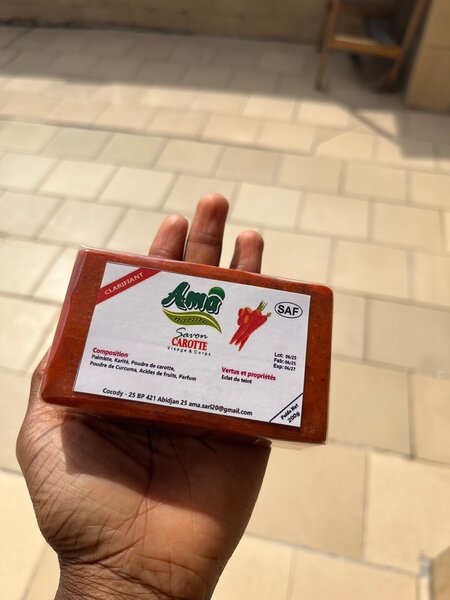 CLARIFIANT
Ama
Savon
CAROTTE
Visage & Corps
SAF
Composition
Palmiste, Karité, Poudre de carotte,
Poudre de Curcuma, Acides de fruits, Parfum
Lot: 06/25
Fab: 06/25
Exp: 06/27
Vertus et propriétés
Eclat du teint
Cocody - 25 BP 421 Abidjan 25 ama.sarl20@gmail.com
Poids Net
200g